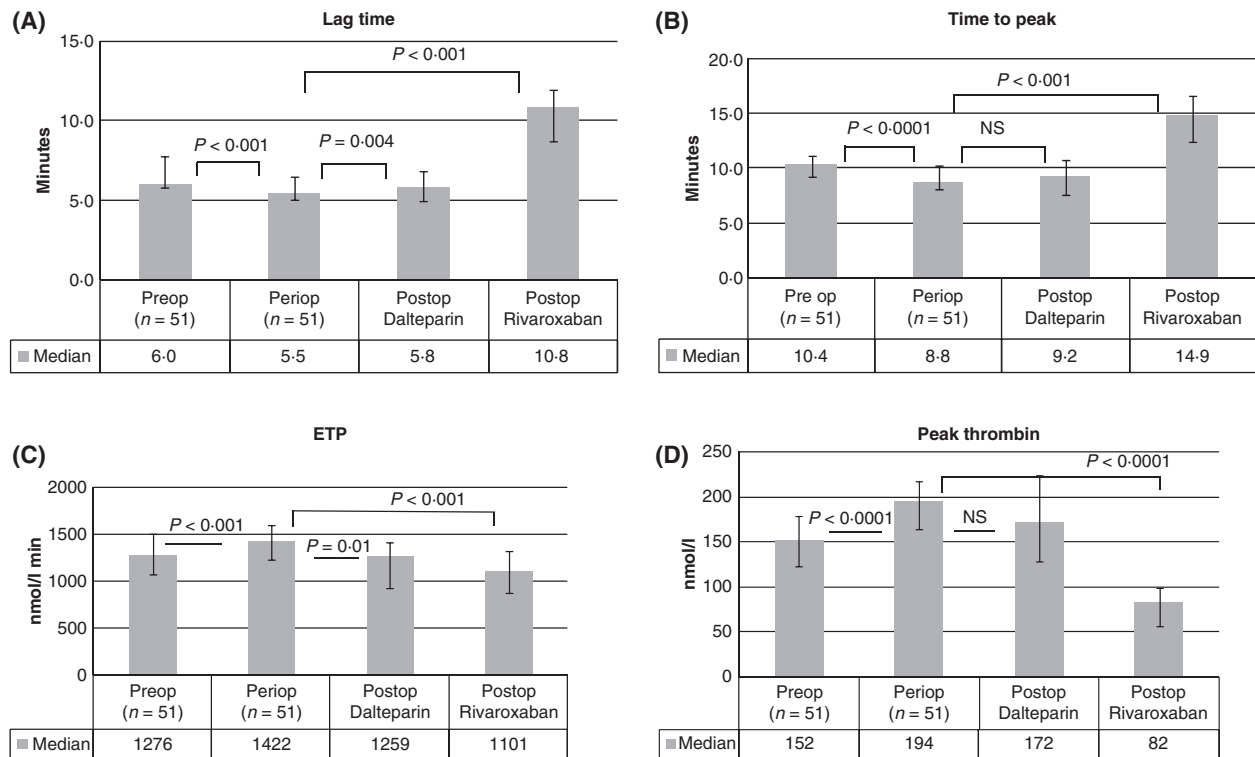 (A)
Lag time
15·0
10·0
5·0
0·0
Minutes
P < 0·001
P = 0·004
P < 0·001
Preop
(n = 51)
Periop
(n = 51)
Postop
Dalteparin
Postop
Rivaroxaban
Median 6·0 5·5 5·8 10·8
(B)
Time to peak
20·0
15·0
10·0
5·0
0·0
Minutes
P < 0·0001
NS
P < 0·001
Pre op
(n = 51)
Periop
(n = 51)
Postop
Dalteparin
Postop
Rivaroxaban
Median 10·4 8·8 9·2 14·9
(C)
ETP
2000
1500
1000
500
0
nmol/l min
P < 0·001
P = 0·01
P < 0·001
Preop
(n = 51)
Periop
(n = 51)
Postop
Dalteparin
Postop
Rivaroxaban
Median 1276 1422 1259 1101
(D)
Peak thrombin
250
200
150
100
50
0
nmol/l
P < 0·0001
NS
P < 0·0001
Preop
(n = 51)
Periop
(n = 51)
Postop
Dalteparin
Postop
Rivaroxaban
Median 152 194 172 82